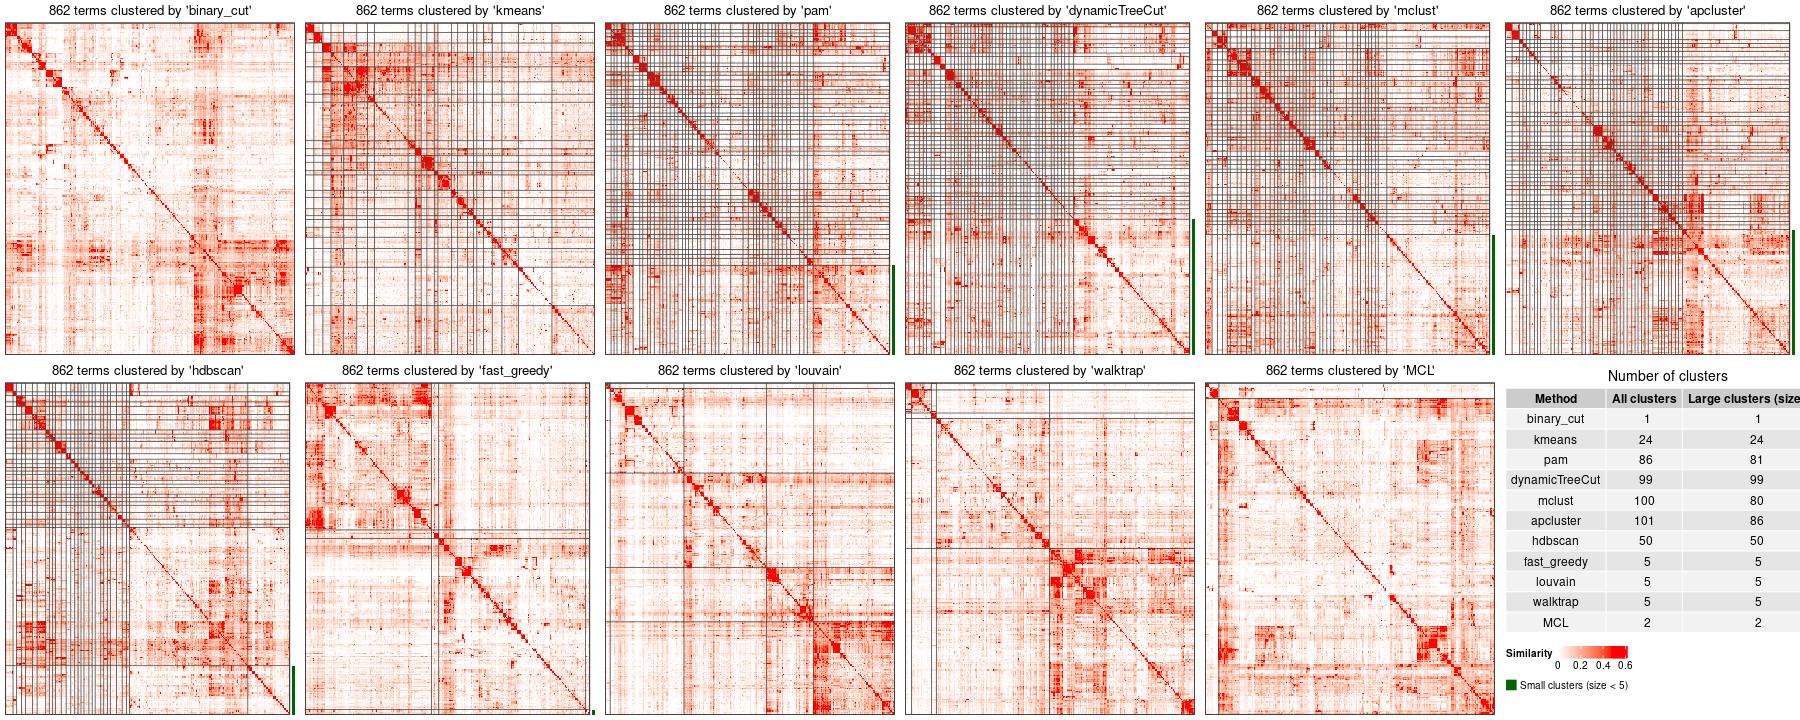 862 terms clustered by 'binary_cut'
862 terms clustered by 'kmeans'
862 terms clustered by 'pam'
862 terms clustered by 'dynamicTreeCut'
862 terms clustered by 'mclust'
862 terms clustered by 'apcluster'
862 terms clustered by 'hdbscan'
862 terms clustered by 'fast_greedy'
862 terms clustered by 'louvain'
862 terms clustered by 'walktrap'
862 terms clustered by 'MCL'
Number of clusters
Method All clusters Large clusters (size
binary_cut 1 1
kmeans 24 24
pam 86 81
dynamicTreeCut 99 99
mclust 100 80
apcluster 101 86
hdbscan 50 50
fast_greedy 5 5
louvain 5 5
walktrap 5 5
MCL 2 2
Similarity
0 0.2 0.4 0.6
Small clusters (size < 5)